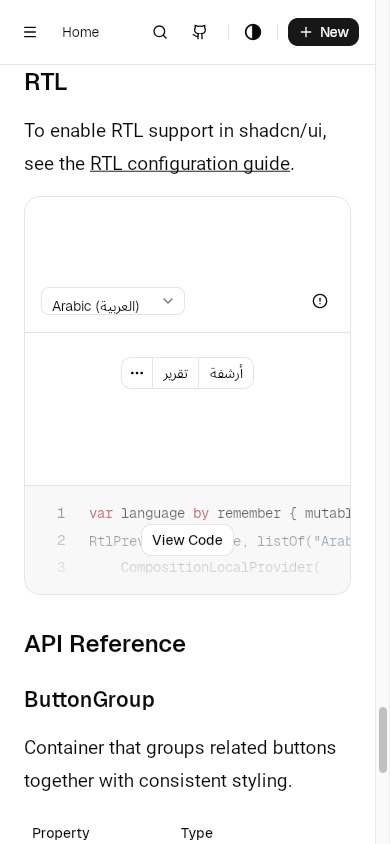 Home
New
RTL
To enable RTL support in shadcn/ui,
see the RTL configuration guide.
Arabic (العربية)
أرشفة
تقرير
1 var language by remember { mutabl
2 RtlPrev e, listOf("Arab
View Code
3 CompositionLocalProvider(
API Reference
ButtonGroup
Container that groups related buttons
together with consistent styling.
Property Type